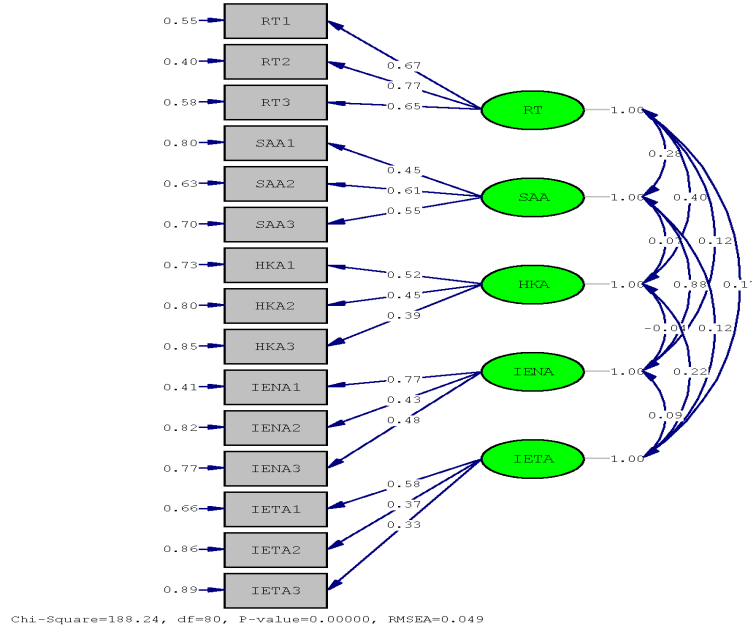 0.55 RT1
0.67
0.40 RT2
0.77
0.58 RT3
0.65
RT 1.00
0.80 SAA1
0.28
0.45
0.63 SAA2
0.61
SAA 1.00 0.40
0.55
0.70 SAA3
0.12
0.73 HKA1
0.52
HKA 1.00 0.88
0.45
0.80 HKA2
0.39
0.12
0.85 HKA3
0.41 IENA1
0.77
IENA 1.00 0.22
0.43
0.82 IENA2
0.48
0.09
0.77 IENA3
IETA 1.00
0.58
0.66 IETA1
0.37
0.33
0.86 IETA2
0.89 IETA3
Chi-Square=188.24, df=80, P-value=0.00000, RMSEA=0.049